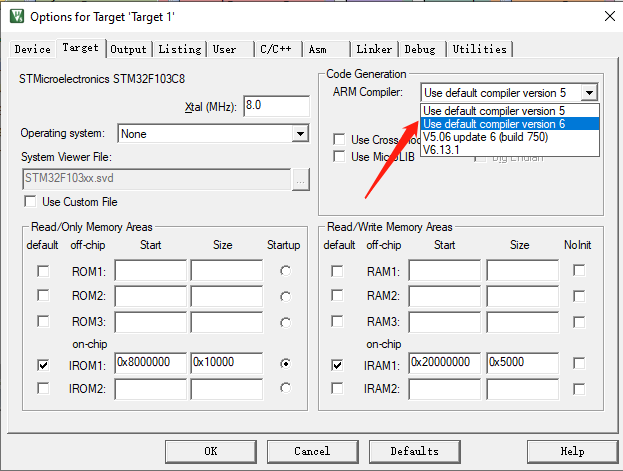 Options for Target 'Target 1'
Device Target Output Listing User C/C++ Asm Linker Debug Utilities
STMicroelectronics STM32F103C8
Xtal (MHz): 8.0
Operating system: None
System Viewer File:
STM32F103xx.svd ...
Use Custom File
Code Generation
ARM Compiler: Use default compiler version 5
Use default compiler version 5
Use default compiler version 6
V5.06 update 6 (build 750)
V6.13.1
Use Cross
Use MicroLIB Big Endian
Read/Only Memory Areas
default off-chip Start Size Startup
ROM1:
ROM2:
ROM3:
on-chip
IROM1: 0x8000000 0x10000
IROM2:
Read/Write Memory Areas
default off-chip Start Size NoInit
RAM1:
RAM2:
RAM3:
on-chip
IRAM1: 0x20000000 0x5000
IRAM2:
OK Cancel Defaults Help